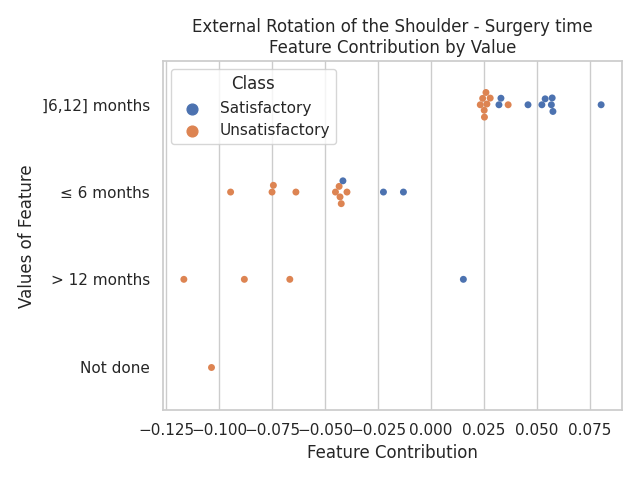 External Rotation of the Shoulder - Surgery time
Feature Contribution by Value
Class
Satisfactory
Unsatisfactory
Values of Feature
]6,12] months
≤ 6 months
> 12 months
Not done
−0.125 −0.100 −0.075 −0.050 −0.025 0.000 0.025 0.050 0.075
Feature Contribution